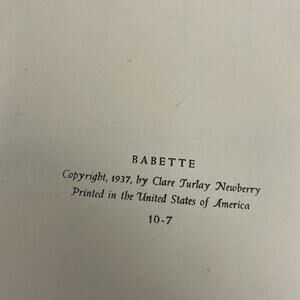 BABETTE
Copyright, 1937, by Clare Turlay Newberry
Printed in the United States of America
10-7